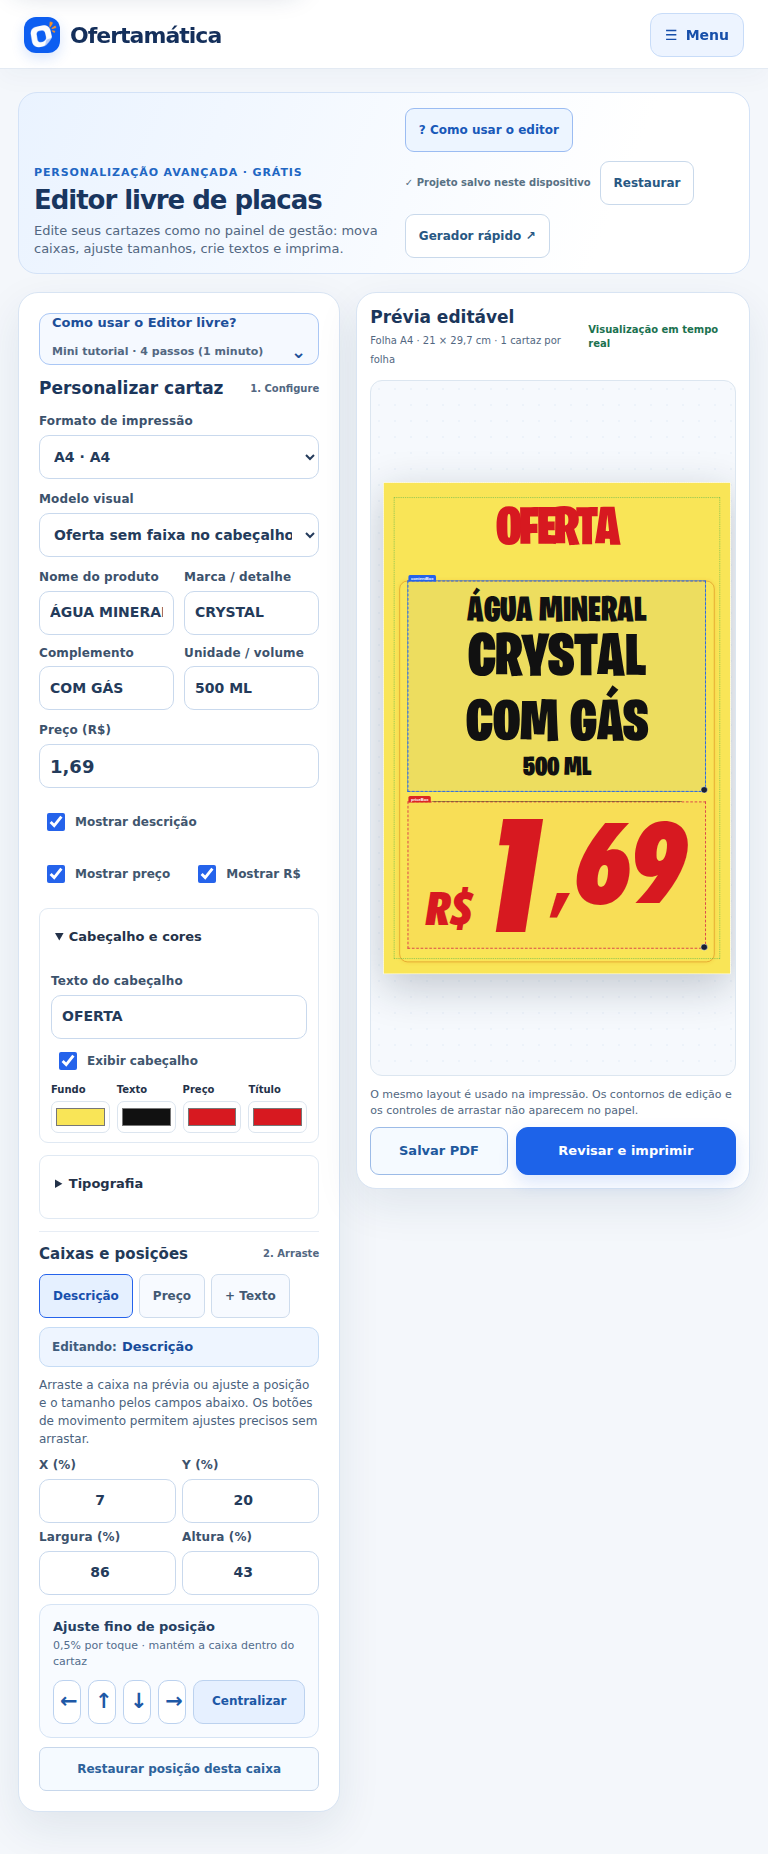 Ofertamática
☰ Menu
PERSONALIZAÇÃO AVANÇADA · GRÁTIS
Editor livre de placas
Edite seus cartazes como no painel de gestão: mova
caixas, ajuste tamanhos, crie textos e imprima.
? Como usar o editor
✓ Projeto salvo neste dispositivo
Restaurar
Gerador rápido ↗
Como usar o Editor livre?
Mini tutorial · 4 passos (1 minuto)
Personalizar cartaz
1. Configure
Formato de impressão
A4 · A4
Modelo visual
Oferta sem faixa no cabeçalho
Nome do produto
Marca / detalhe
ÁGUA MINERAL
CRYSTAL
Complemento
Unidade / volume
COM GÁS
500 ML
Preço (R$)
1,69
Mostrar descrição
Mostrar preço
Mostrar R$
▼ Cabeçalho e cores
Texto do cabeçalho
OFERTA
Exibir cabeçalho
Fundo
Texto
Preço
Título
▶ Tipografia
Caixas e posições
2. Arraste
Descrição
Preço
+ Texto
Editando: Descrição
Arraste a caixa na prévia ou ajuste a posição
e o tamanho pelos campos abaixo. Os botões
de movimento permitem ajustes precisos sem
arrastar.
X (%)
Y (%)
7
20
Largura (%)
Altura (%)
86
43
Ajuste fino de posição
0,5% por toque · mantém a caixa dentro do
cartaz
← ↑ ↓ →
Centralizar
Restaurar posição desta caixa
Prévia editável
Folha A4 · 21 × 29,7 cm · 1 cartaz por
folha
Visualização em tempo
real
OFERTA
ÁGUA MINERAL
CRYSTAL
COM GÁS
500 ML
R$ 1,69
O mesmo layout é usado na impressão. Os contornos de edição e
os controles de arrastar não aparecem no papel.
Salvar PDF
Revisar e imprimir